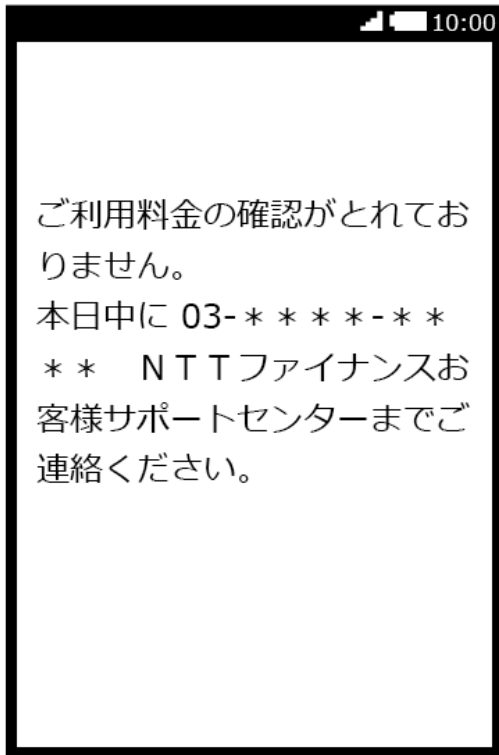 10:00
ご利用料金の確認がとれてお
りません。
本日中に 03-＊＊＊＊-＊＊
＊＊　ＮＴＴファイナンスお
客様サポートセンターまでご
連絡ください。